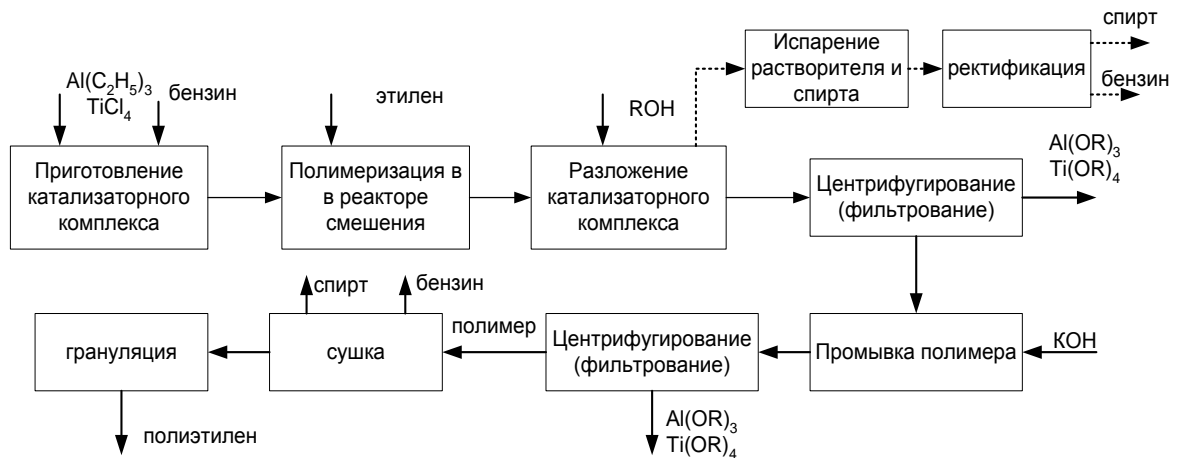 спирт
Испарение
растворителя и
спирта
ректификация
бензин
Al(C₂H₅)₃
TiCl₄
бензин
этилен
ROH
Приготовление
катализаторного
комплекса
Полимеризация в
в реакторе
смешения
Разложение
катализаторного
комплекса
Центрифугирование
(фильтрование)
Al(OR)₃
Ti(OR)₄
спирт
бензин
грануляция
сушка
полимер
Центрифугирование
(фильтрование)
Промывка полимера
КОН
полиэтилен
Al(OR)₃
Ti(OR)₄